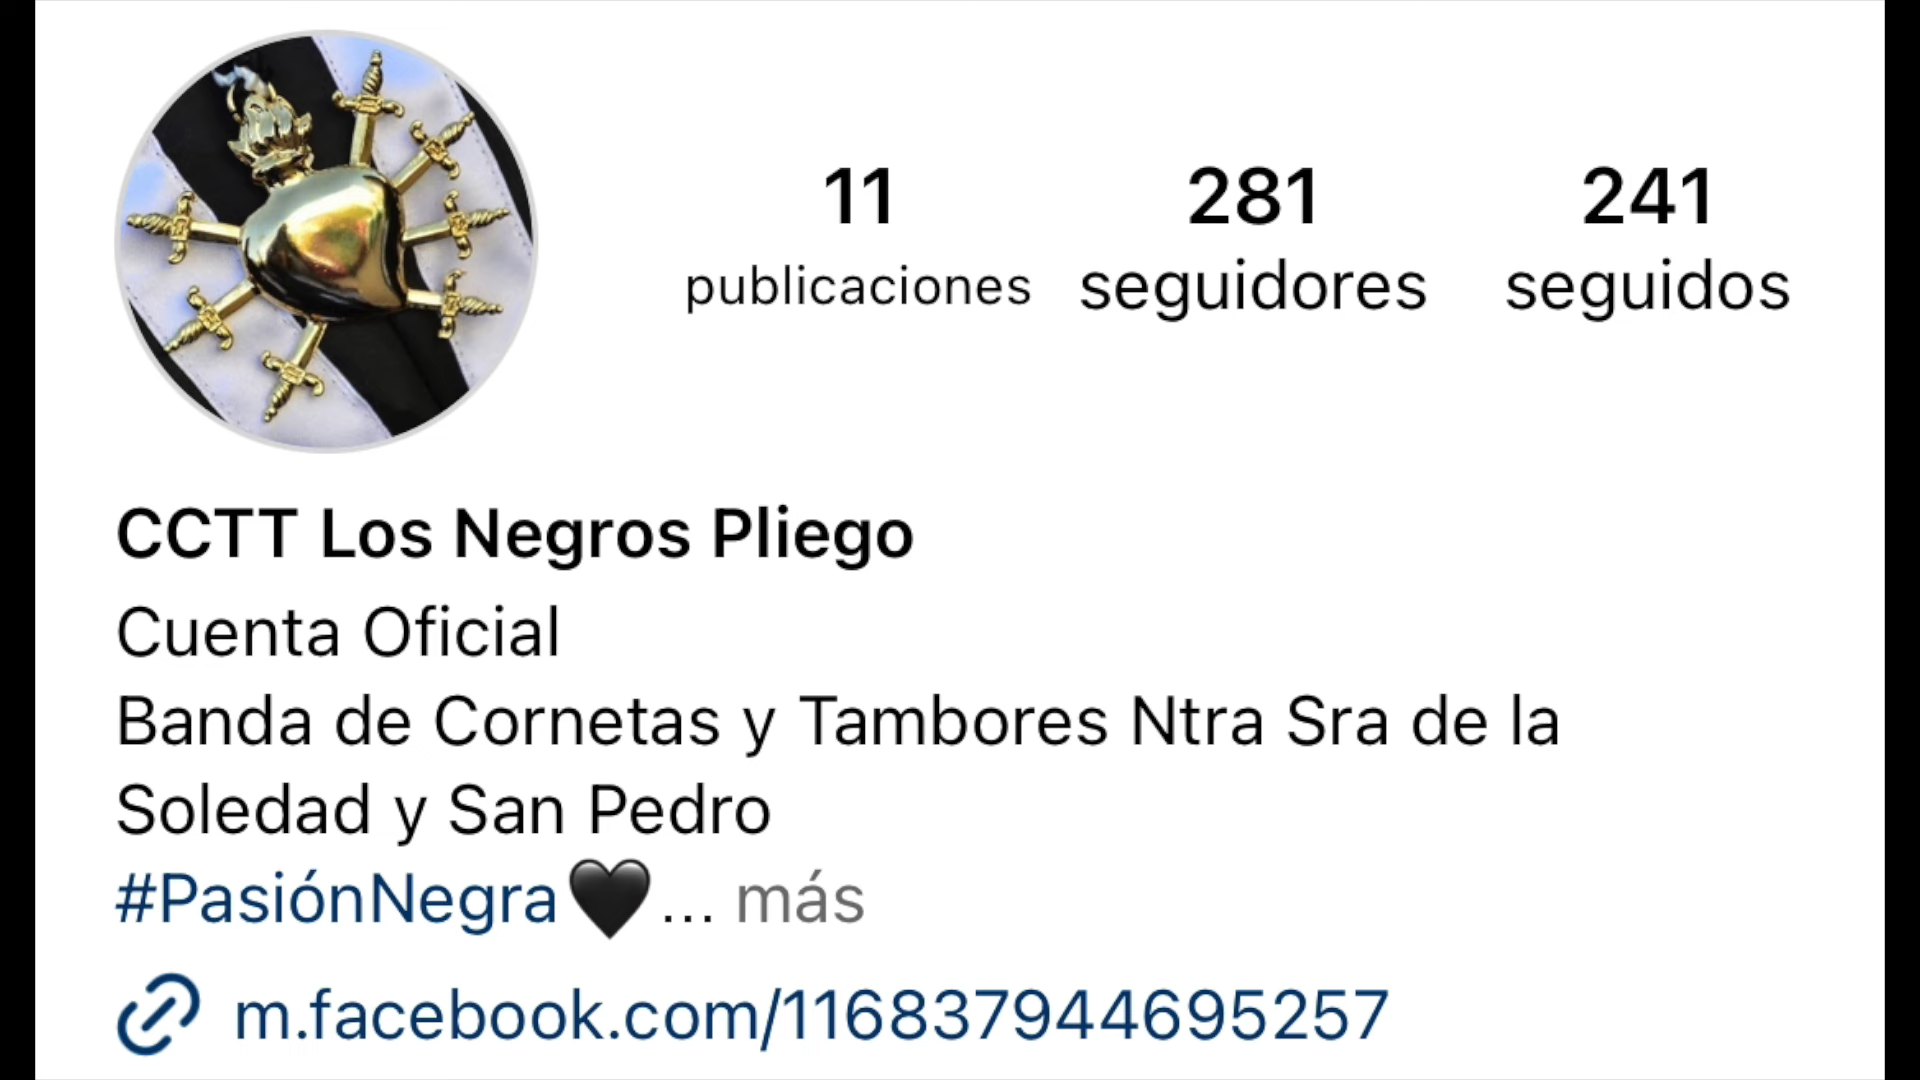 11 281 241
publicaciones seguidores seguidos
CCTT Los Negros Pliego
Cuenta Oficial
Banda de Cornetas y Tambores Ntra Sra de la
Soledad y San Pedro
#PasiónNegra🖤... más
m.facebook.com/116837944695257